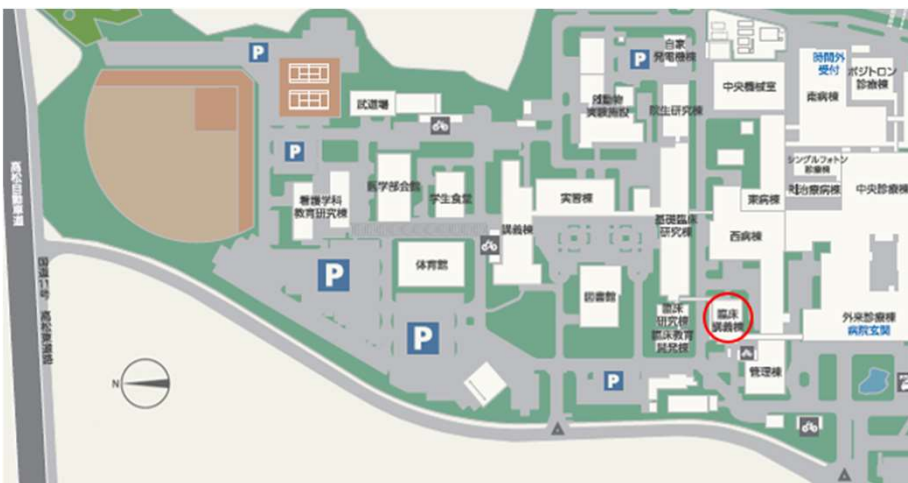 P
P
P
P
P
P
自家
発電機棟
時間外
受付
ポジトロン
診療棟
中央機械室
南病棟
武道場
動物
実験施設
院生研究棟
シングルフォトン
診療棟
治療病棟
中央診療棟
東病棟
西病棟
医学部会館
学生食堂
看護学科
教育研究棟
実習棟
講義棟
基礎臨床
研究棟
体育館
図書館
臨床
研究棟
臨床教育
開発棟
臨床
講義棟
外来診療棟
病院玄関
管理棟
高松自動車道
国道11号 高松東道路
N